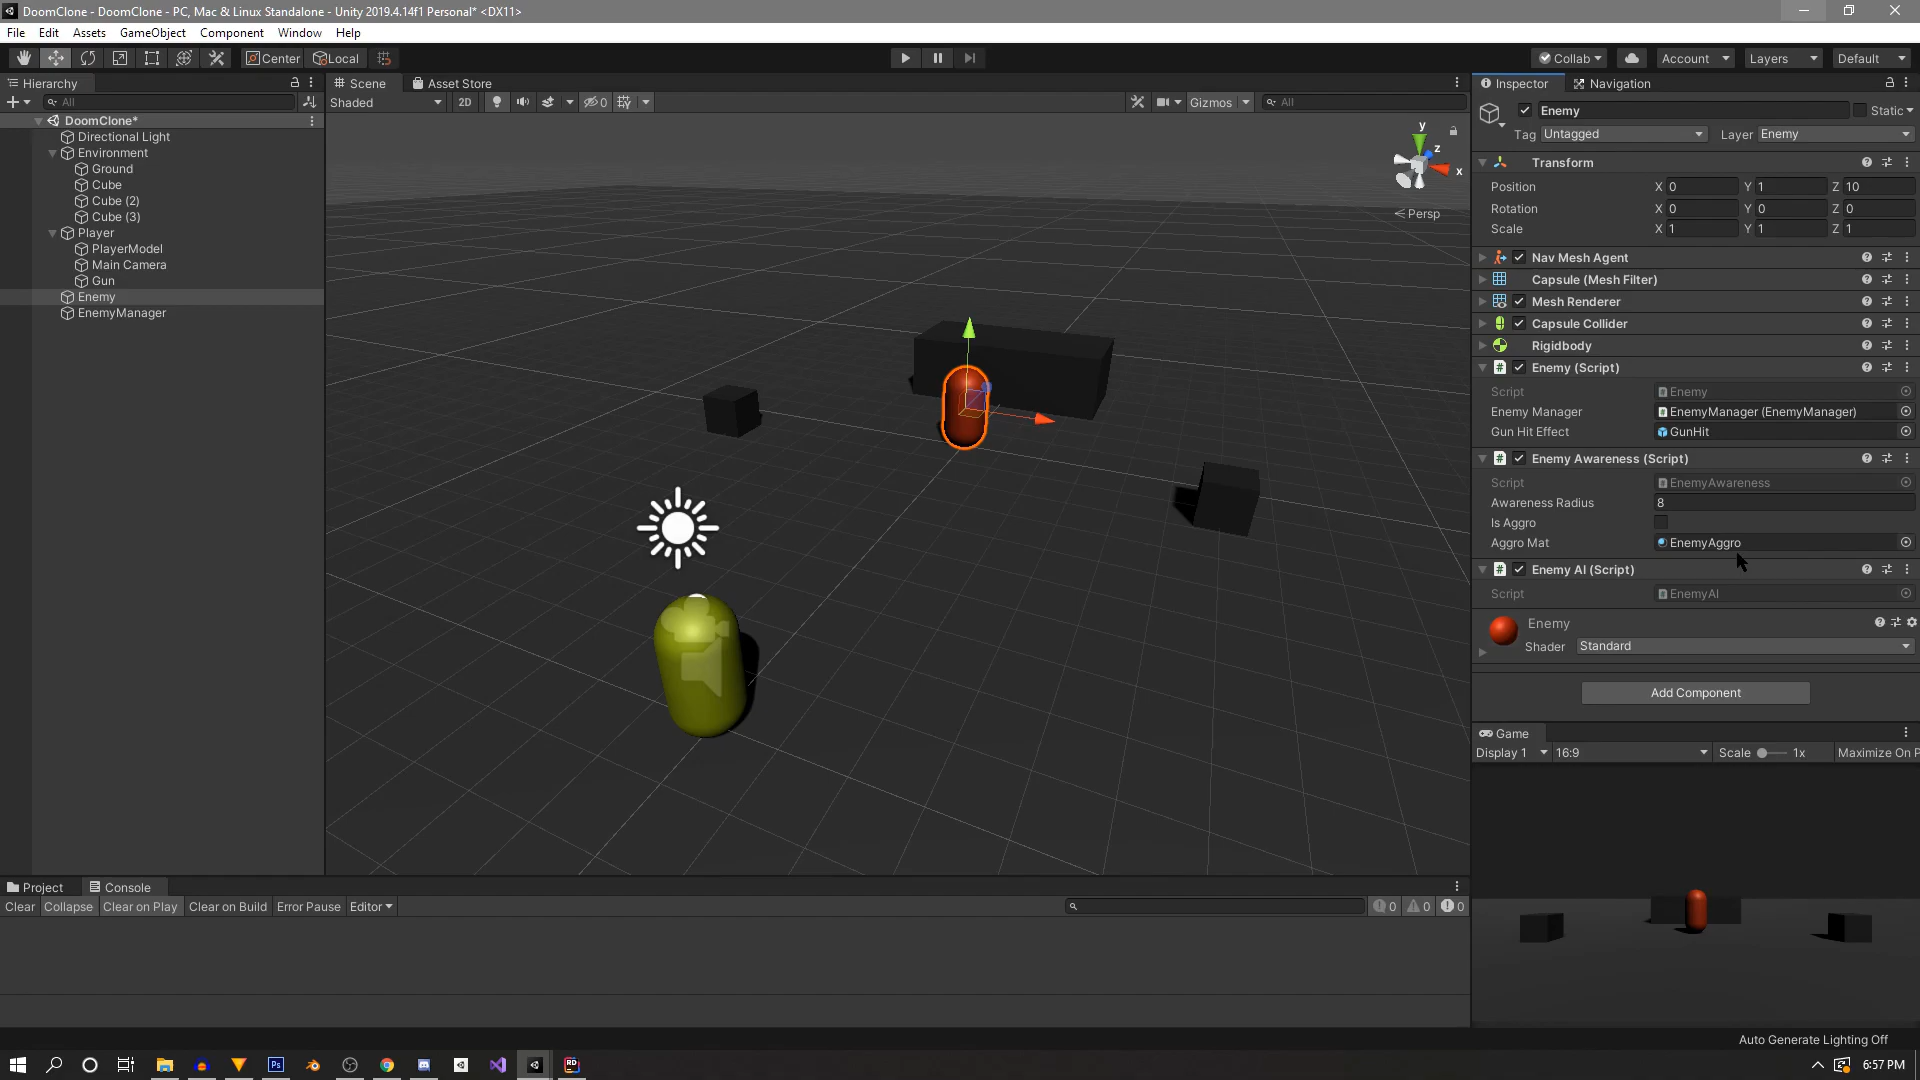 DoomClone - DoomClone - PC, Mac & Linux Standalone - Unity 2019.4.14f1 Personal* <DX11>
File Edit Assets GameObject Component Window Help
Center Local Collab Account Layers Default
Hierarchy
All
DoomClone*
Directional Light
Environment
Ground
Cube
Cube (2)
Cube (3)
Player
PlayerModel
Main Camera
Gun
Enemy
EnemyManager
Scene Asset Store
Shaded 2D 0 Gizmos All
y
z
x
Persp
Inspector Navigation
Enemy Static
Tag Untagged Layer Enemy
Transform
Position X 0 Y 1 Z 10
Rotation X 0 Y 0 Z 0
Scale X 1 Y 1 Z 1
Nav Mesh Agent
Capsule (Mesh Filter)
Mesh Renderer
Capsule Collider
Rigidbody
# Enemy (Script)
Script Enemy
Enemy Manager EnemyManager (EnemyManager)
Gun Hit Effect GunHit
# Enemy Awareness (Script)
Script EnemyAwareness
Awareness Radius 8
Is Aggro
Aggro Mat EnemyAggro
# Enemy AI (Script)
Script EnemyAI
Enemy
Shader Standard
Add Component
Game
Display 1 16:9 Scale 1x Maximize On P
Project Console
Clear Collapse Clear on Play Clear on Build Error Pause Editor 0 0 0
Auto Generate Lighting Off
Ps RD 6:57 PM